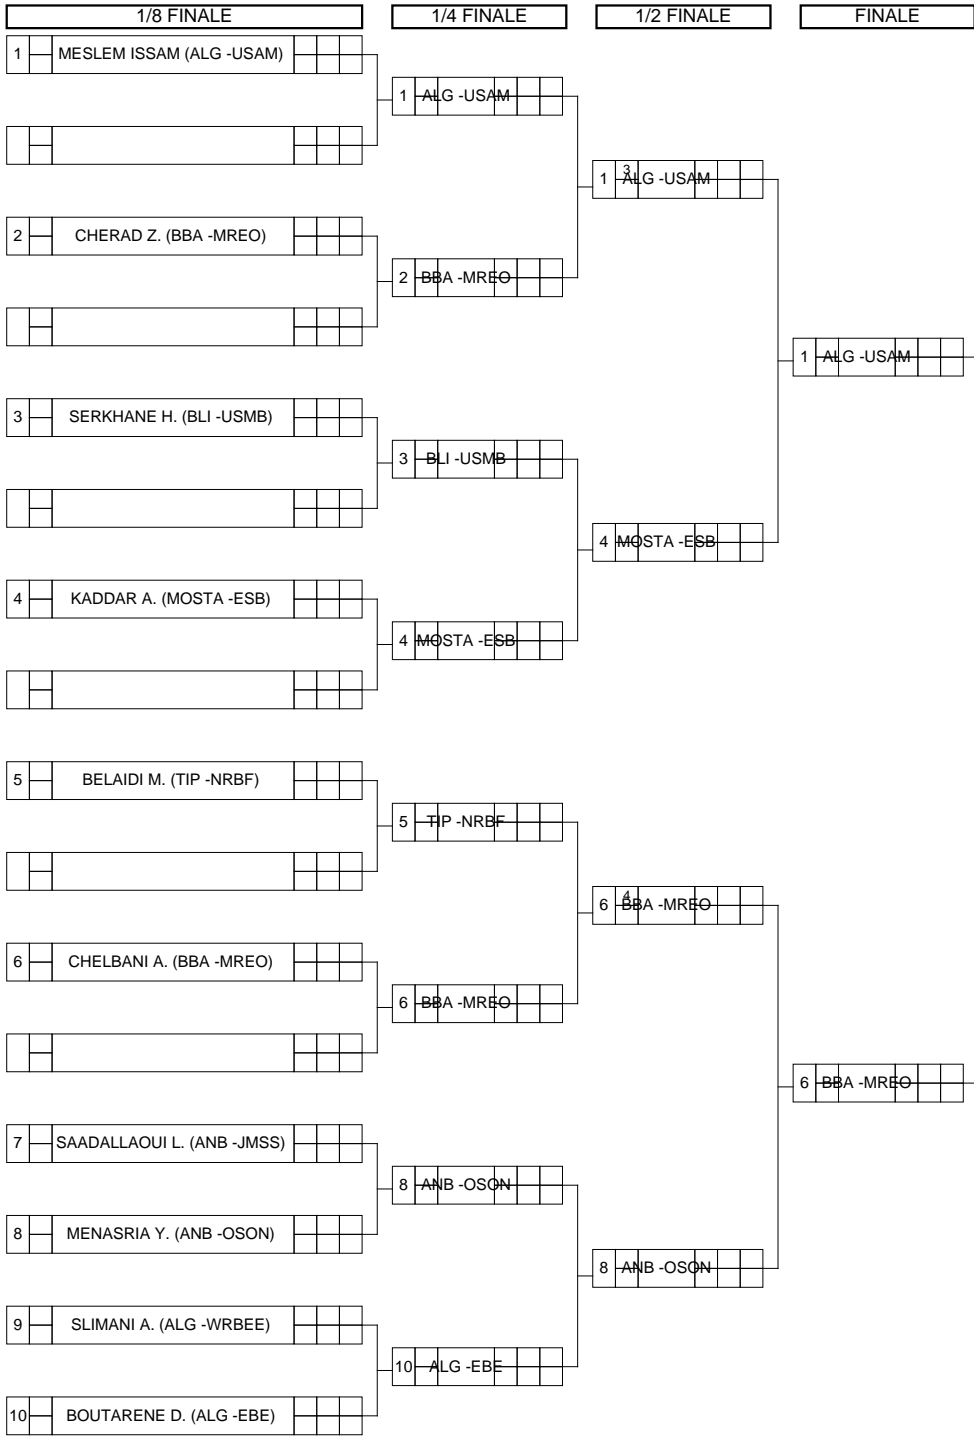 1/8 FINALE
1/4 FINALE
1/2 FINALE
FINALE
1 MESLEM ISSAM (ALG -USAM)
1 ALG -USAM
3
1 ALG -USAM
2 CHERAD Z. (BBA -MREO)
2 BBA -MREO
1 ALG -USAM
3 SERKHANE H. (BLI -USMB)
3 BLI -USMB
4 MOSTA -ESB
4 KADDAR A. (MOSTA -ESB)
4 MOSTA -ESB
5 BELAIDI M. (TIP -NRBF)
5 TIP -NRBF
4
6 BBA -MREO
6 CHELBANI A. (BBA -MREO)
6 BBA -MREO
6 BBA -MREO
7 SAADALLAOUI L. (ANB -JMSS)
8 ANB -OSON
8 MENASRIA Y. (ANB -OSON)
8 ANB -OSON
9 SLIMANI A. (ALG -WRBEE)
10 ALG -EBE
10 BOUTARENE D. (ALG -EBE)